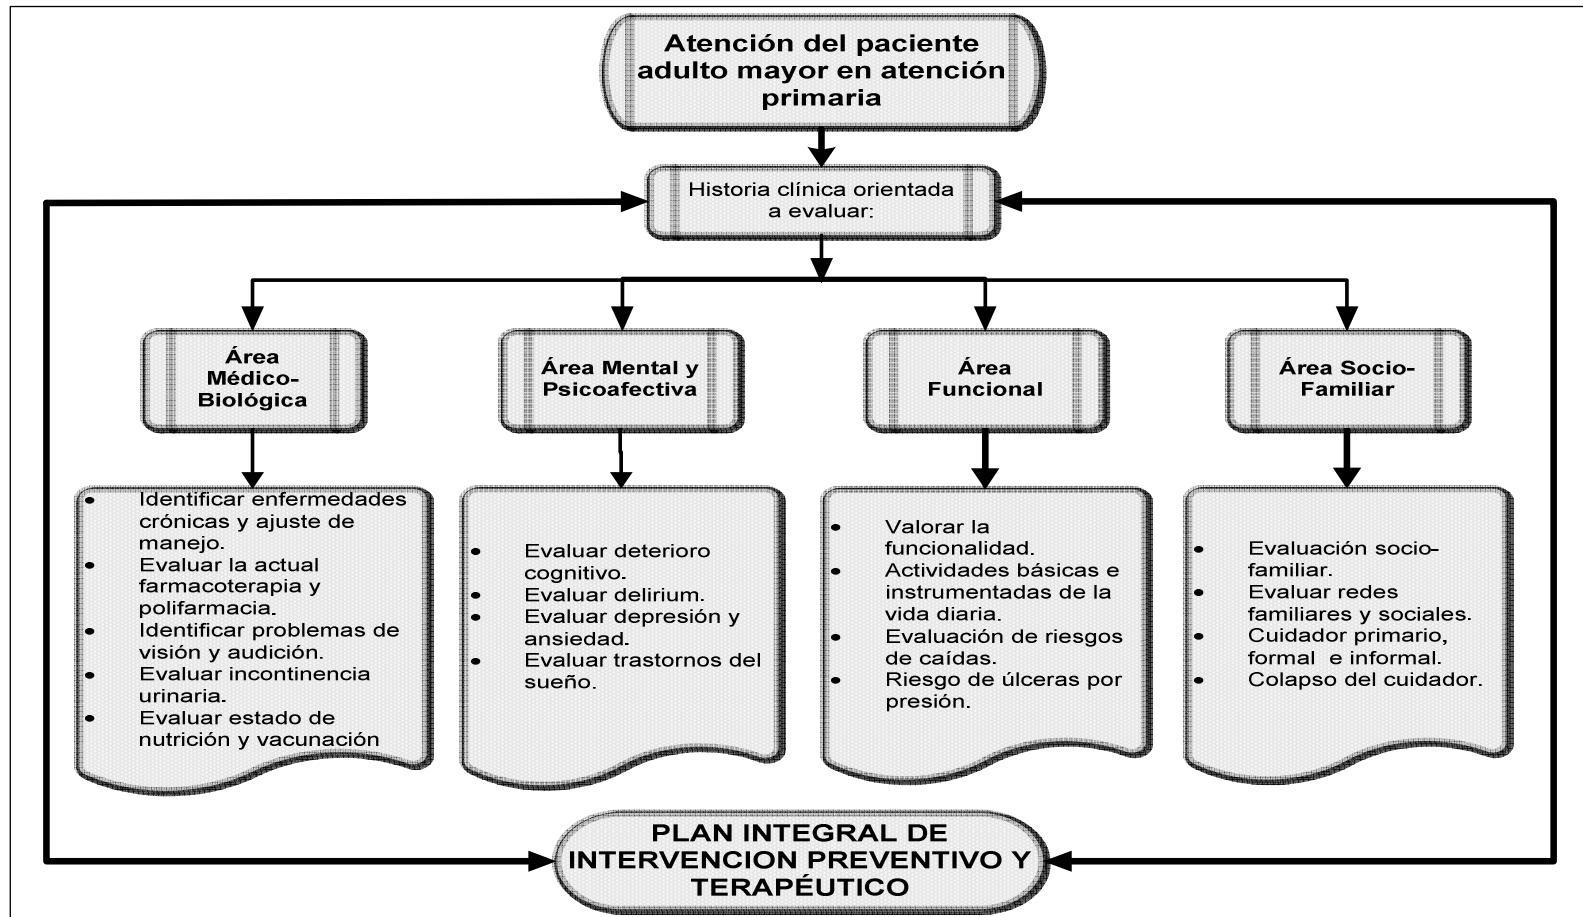 Atención del paciente
adulto mayor en atención
primaria
Historia clínica orientada
a evaluar:
Área
Médico-
Biológica
Área Mental y
Psicoafectiva
Área
Funcional
Área Socio-
Familiar
• Identificar enfermedades
crónicas y ajuste de
manejo.
• Evaluar la actual
farmacoterapia y
polifarmacia.
• Identificar problemas de
visión y audición.
• Evaluar incontinencia
urinaria.
• Evaluar estado de
nutrición y vacunación
• Evaluar deterioro
cognitivo.
• Evaluar delirium.
• Evaluar depresión y
ansiedad.
• Evaluar trastornos del
sueño.
• Valorar la
funcionalidad.
• Actividades básicas e
instrumentadas de la
vida diaria.
• Evaluación de riesgos
de caídas.
• Riesgo de úlceras por
presión.
• Evaluación socio-
familiar.
• Evaluar redes
familiares y sociales.
• Cuidador primario,
formal e informal.
• Colapso del cuidador.
PLAN INTEGRAL DE
INTERVENCION PREVENTIVO Y
TERAPÉUTICO